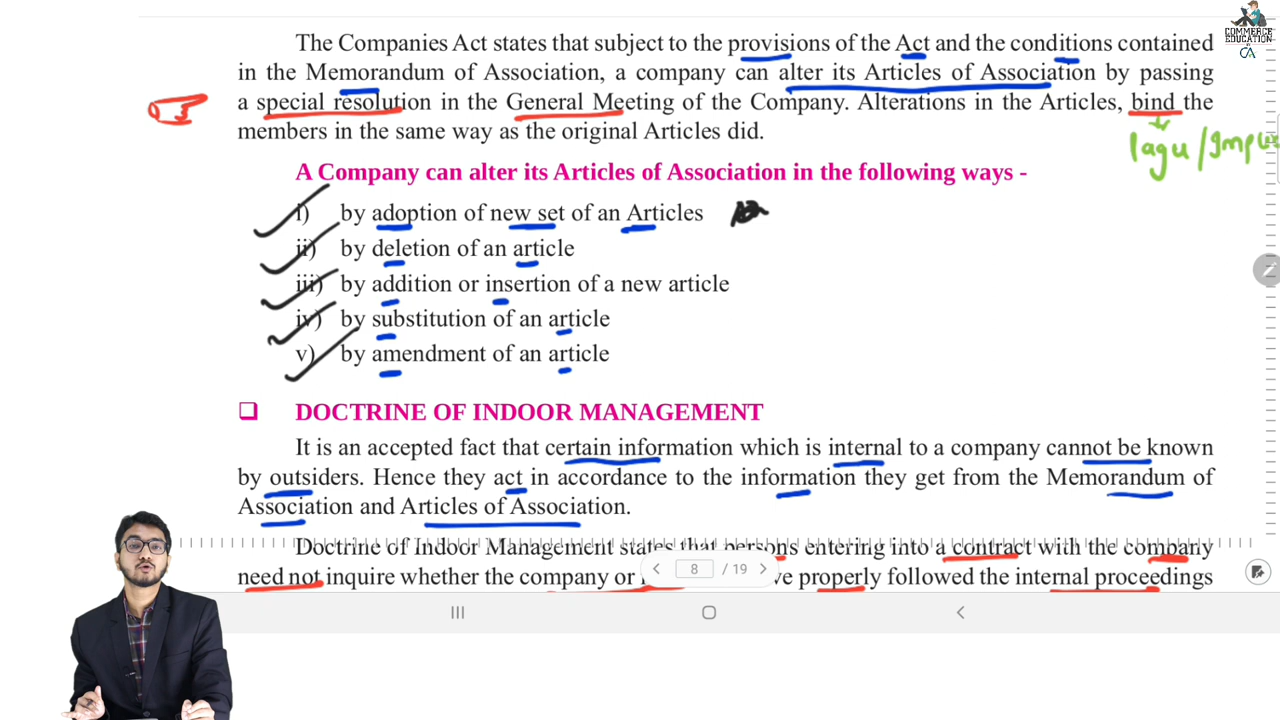 COMMERCE
EDUCATION
BY
CA
The Companies Act states that subject to the provisions of the Act and the conditions contained
in the Memorandum of Association, a company can alter its Articles of Association by passing
a special resolution in the General Meeting of the Company. Alterations in the Articles, bind the
members in the same way as the original Articles did.
lagu/
A Company can alter its Articles of Association in the following ways -
i) by adoption of new set of an Articles
ii) by deletion of an article
iii) by addition or insertion of a new article
iv) by substitution of an article
v) by amendment of an article
DOCTRINE OF INDOOR MANAGEMENT
It is an accepted fact that certain information which is internal to a company cannot be known
by outsiders. Hence they act in accordance to the information they get from the Memorandum of
Association and Articles of Association.
Doctrine of Indoor Management states that persons entering into a contract with the company
need not inquire whether the company or properly followed the internal proceedings
8 / 19